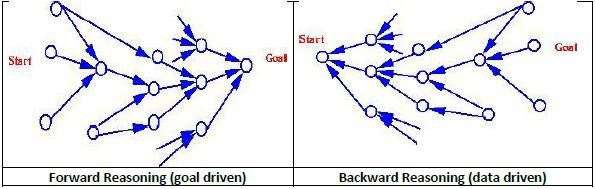 Start
Goal
Forward Reasoning (goal driven)
Start
Goal
Backward Reasoning (data driven)